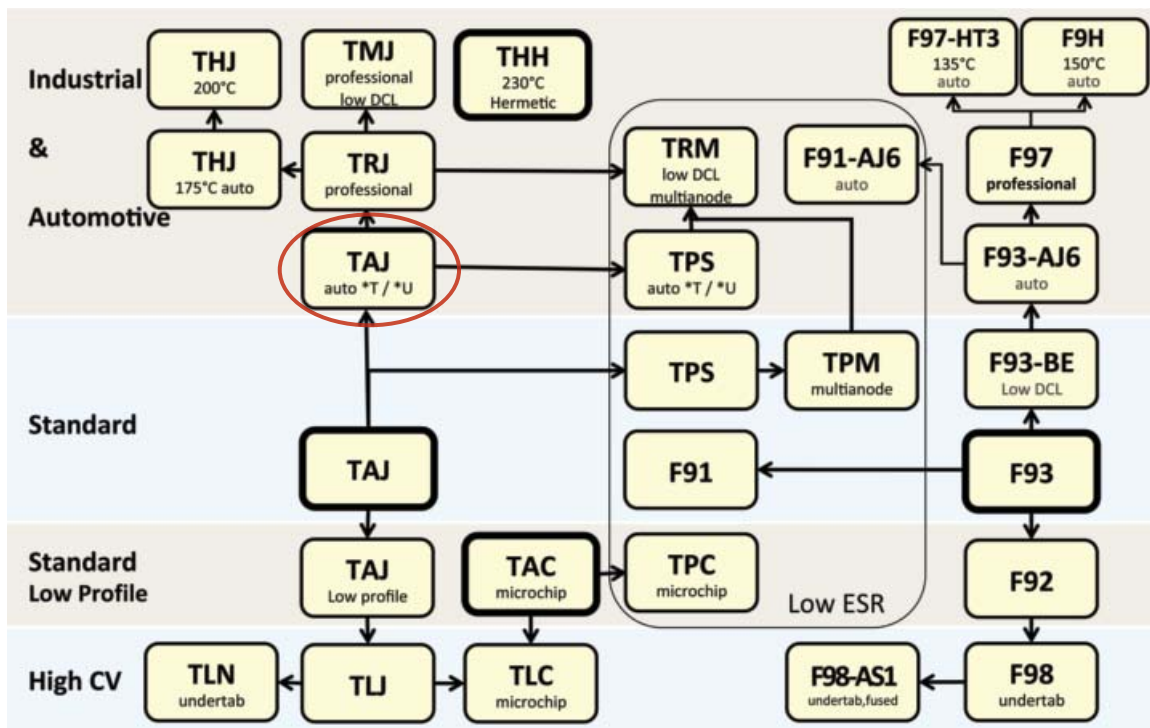 Industrial
&
Automotive
THJ
200°C
TMJ
professional
low DCL
THH
230°C
Hermetic
F97-HT3
135°C
auto
F9H
150°C
auto
THJ
175°C auto
TRJ
professional
TRM
low DCL
multianode
F91-AJ6
auto
F97
professional
TAJ
auto *T / *U
TPS
auto *T / *U
F93-AJ6
auto
Standard
TPS
TPM
multianode
F93-BE
Low DCL
TAJ
F91
F93
Standard
Low Profile
TAJ
Low profile
TAC
microchip
TPC
microchip
Low ESR
F92
High CV
TLN
undertab
TLJ
TLC
microchip
F98-AS1
undertab,fused
F98
undertab